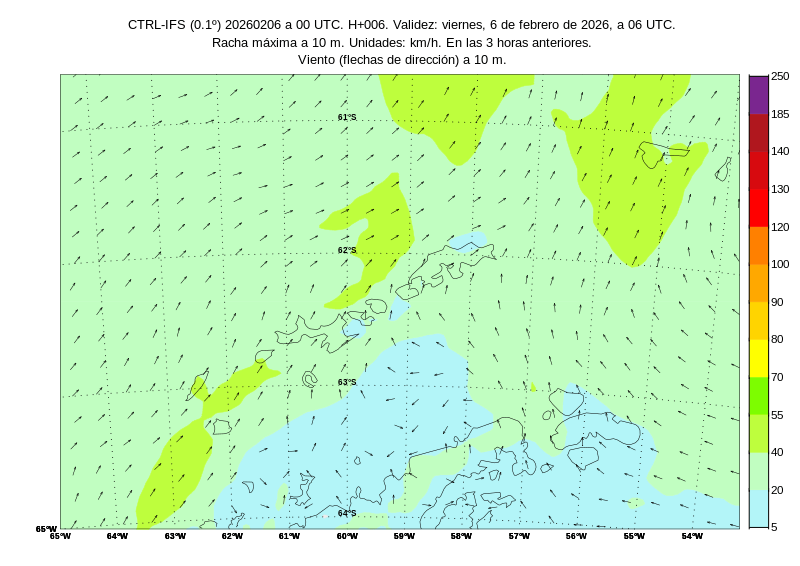 CTRL-IFS (0.1º) 20260206 a 00 UTC. H+006. Validez: viernes, 6 de febrero de 2026, a 06 UTC.
Racha máxima a 10 m. Unidades: km/h. En las 3 horas anteriores.
Viento (flechas de dirección) a 10 m.
250
185
140
130
120
100
90
80
70
55
40
20
5
61°S
62°S
63°S
64°S
65°W
65°W 64°W 63°W 62°W 61°W 60°W 59°W 58°W 57°W 56°W 55°W 54°W